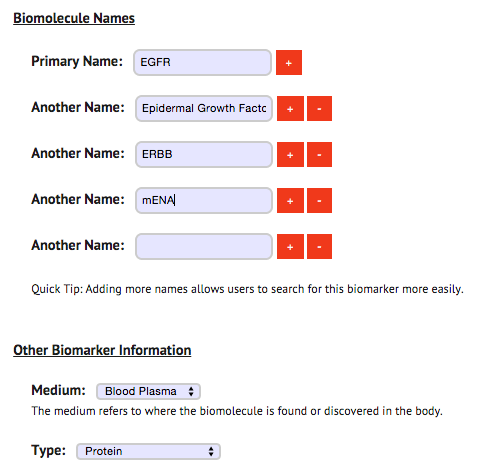 Biomolecule Names
Primary Name: EGFR +
Another Name: Epidermal Growth Factc + -
Another Name: ERBB + -
Another Name: mENA + -
Another Name: + -
Quick Tip: Adding more names allows users to search for this biomarker more easily.
Other Biomarker Information
Medium: Blood Plasma
The medium refers to where the biomolecule is found or discovered in the body.
Type: Protein